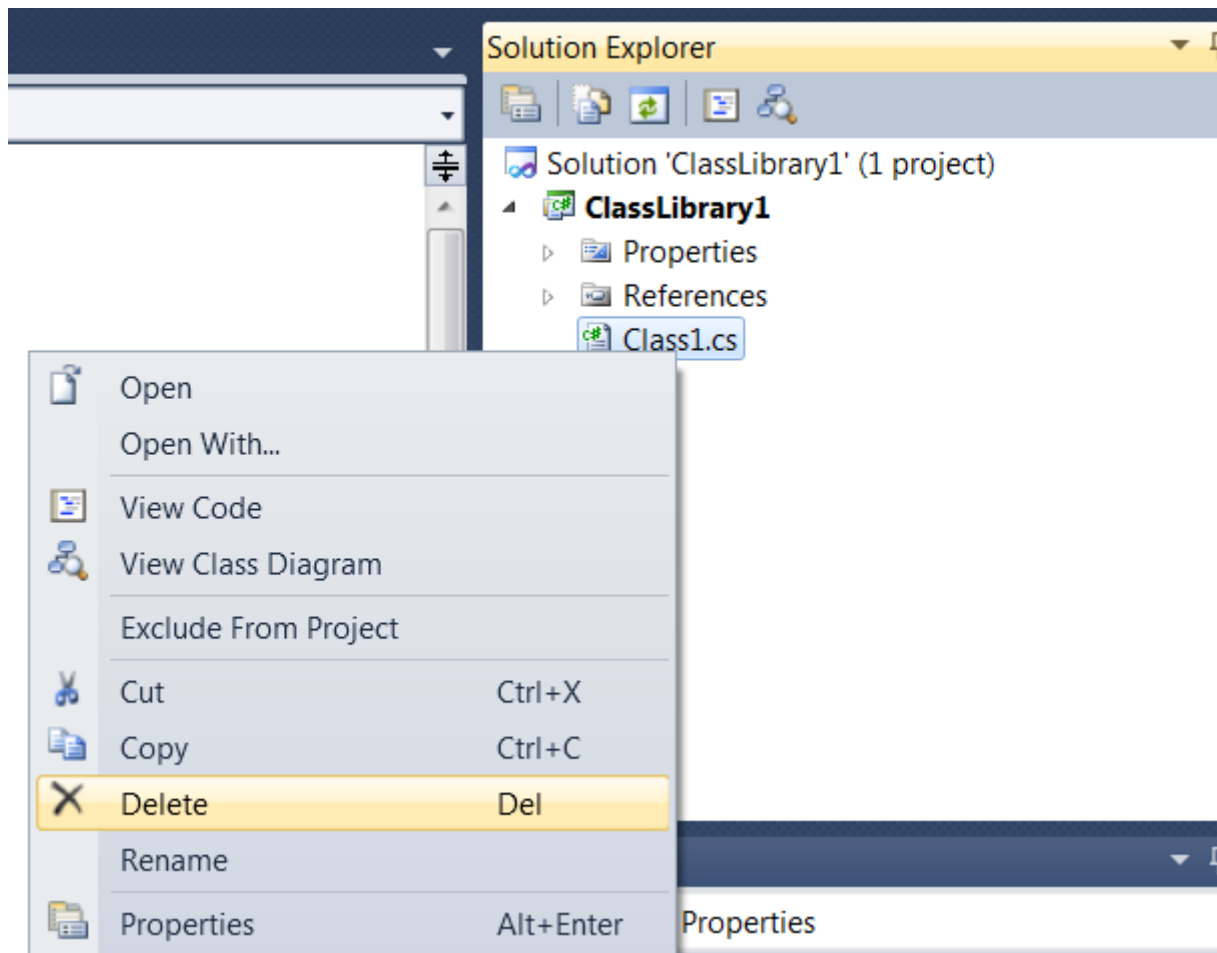 Solution Explorer
Solution 'ClassLibrary1' (1 project)
ClassLibrary1
Properties
References
Class1.cs
Open
Open With...
View Code
View Class Diagram
Exclude From Project
Cut Ctrl+X
Copy Ctrl+C
Delete Del
Rename
Properties Alt+Enter
Properties